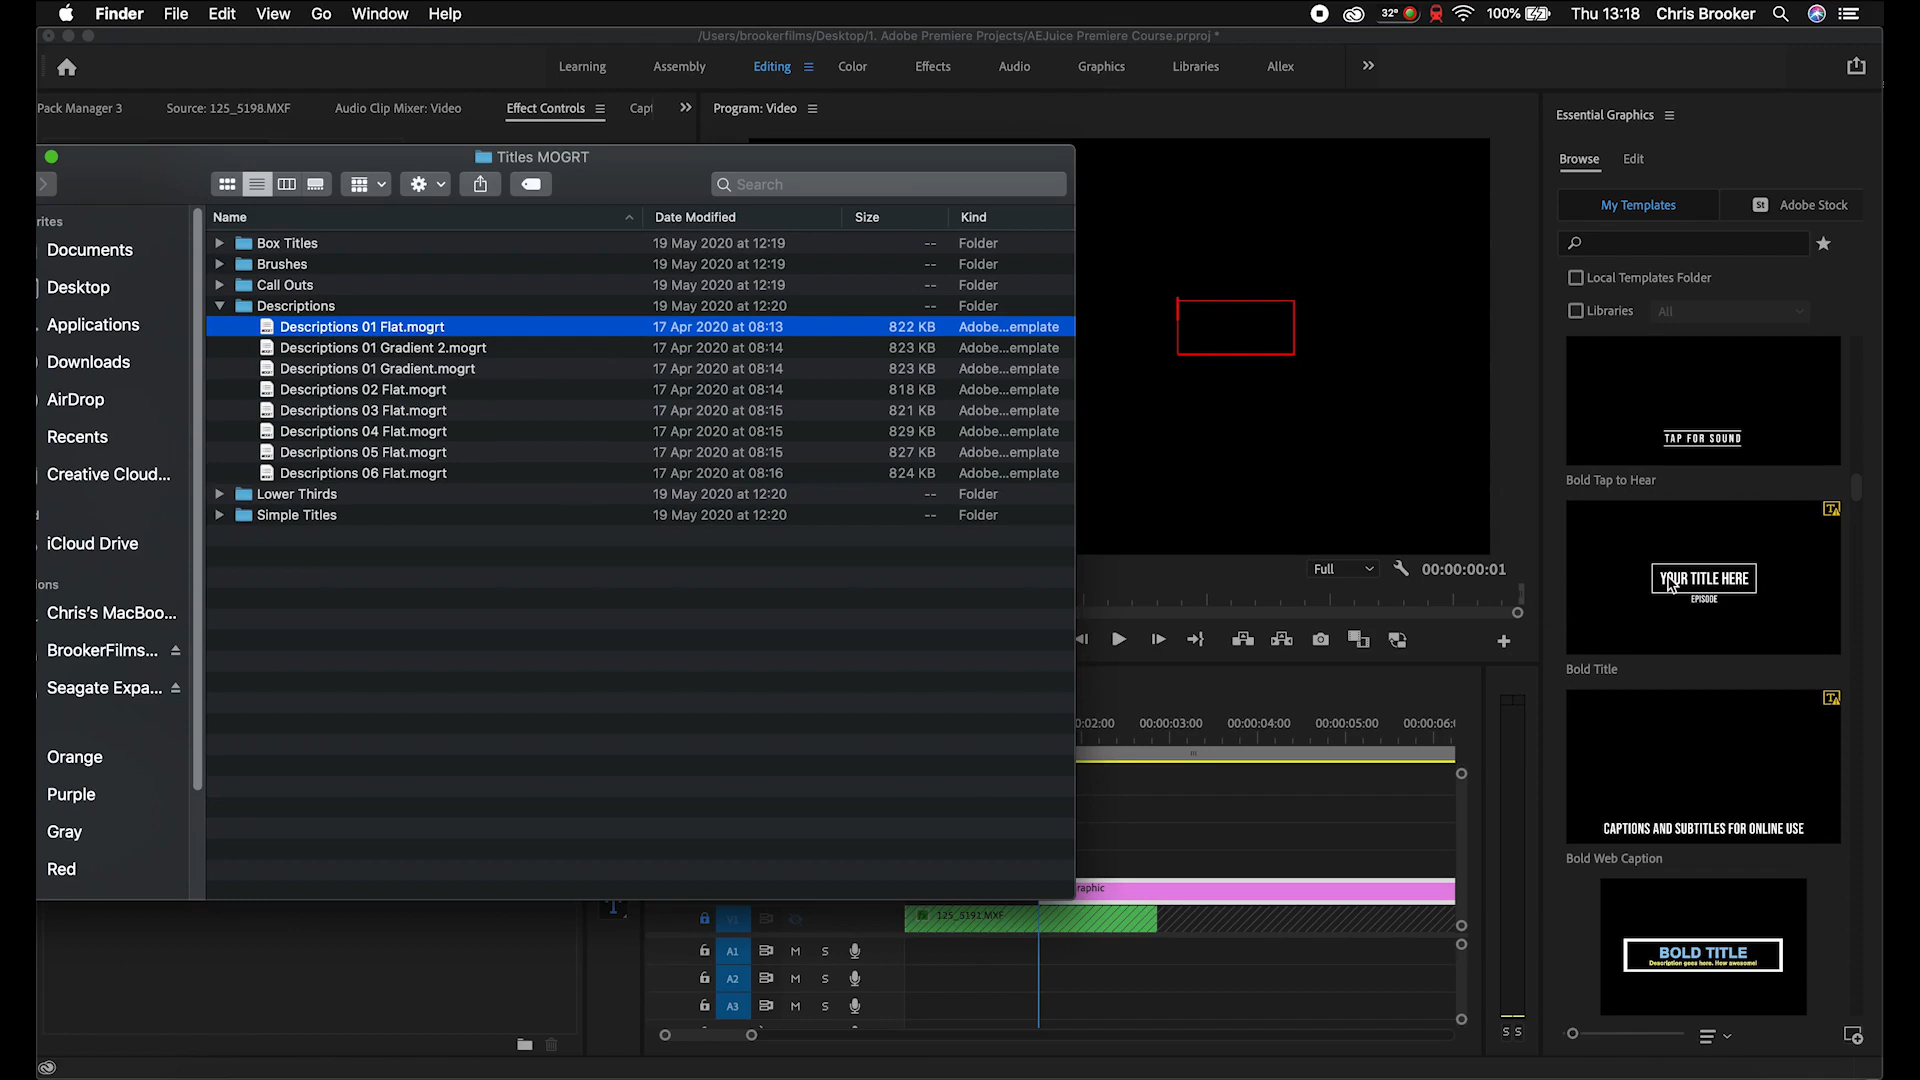 Finder File Edit View Go Window Help
32° 100% Thu 13:18 Chris Brooker
/Users/brookerfilms/Desktop/1. Adobe Premiere Projects/AEJuice Premiere Course.prproj *
Learning Assembly Editing Color Effects Audio Graphics Libraries Allex
Pack Manager 3 Source: 125_5198.MXF Audio Clip Mixer: Video Effect Controls Capt Program: Video
Essential Graphics
Browse Edit
My Templates Adobe Stock
Local Templates Folder
Libraries All
TAP FOR SOUND
Bold Tap to Hear
YOUR TITLE HERE
EPISODE
Bold Title
CAPTIONS AND SUBTITLES FOR ONLINE USE
Bold Web Caption
BOLD TITLE
Description goes here. How awesome!
Titles MOGRT
Search
rites
Documents
Desktop
Applications
Downloads
AirDrop
Recents
Creative Cloud...
iCloud Drive
ons
Chris's MacBoo...
BrookerFilms...
Seagate Expa...
Orange
Purple
Gray
Red
Name Date Modified Size Kind
Box Titles 19 May 2020 at 12:19 -- Folder
Brushes 19 May 2020 at 12:19 -- Folder
Call Outs 19 May 2020 at 12:19 -- Folder
Descriptions 19 May 2020 at 12:20 -- Folder
Descriptions 01 Flat.mogrt 17 Apr 2020 at 08:13 822 KB Adobe...emplate
Descriptions 01 Gradient 2.mogrt 17 Apr 2020 at 08:14 823 KB Adobe...emplate
Descriptions 01 Gradient.mogrt 17 Apr 2020 at 08:14 823 KB Adobe...emplate
Descriptions 02 Flat.mogrt 17 Apr 2020 at 08:14 818 KB Adobe...emplate
Descriptions 03 Flat.mogrt 17 Apr 2020 at 08:15 821 KB Adobe...emplate
Descriptions 04 Flat.mogrt 17 Apr 2020 at 08:15 829 KB Adobe...emplate
Descriptions 05 Flat.mogrt 17 Apr 2020 at 08:15 827 KB Adobe...emplate
Descriptions 06 Flat.mogrt 17 Apr 2020 at 08:16 824 KB Adobe...emplate
Lower Thirds 19 May 2020 at 12:20 -- Folder
Simple Titles 19 May 2020 at 12:20 -- Folder
Full 00:00:00:01
0:02:00 00:00:03:00 00:00:04:00 00:00:05:00 00:00:06:
raphic
V1 125_5191.MXF
A1 M S
A2 M S
A3 M S
S S